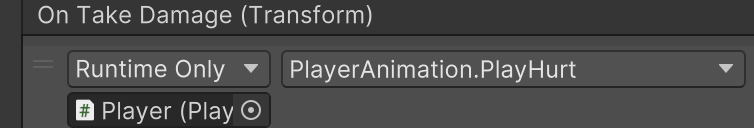 On Take Damage (Transform)
Runtime Only PlayerAnimation.PlayHurt
# Player (Play